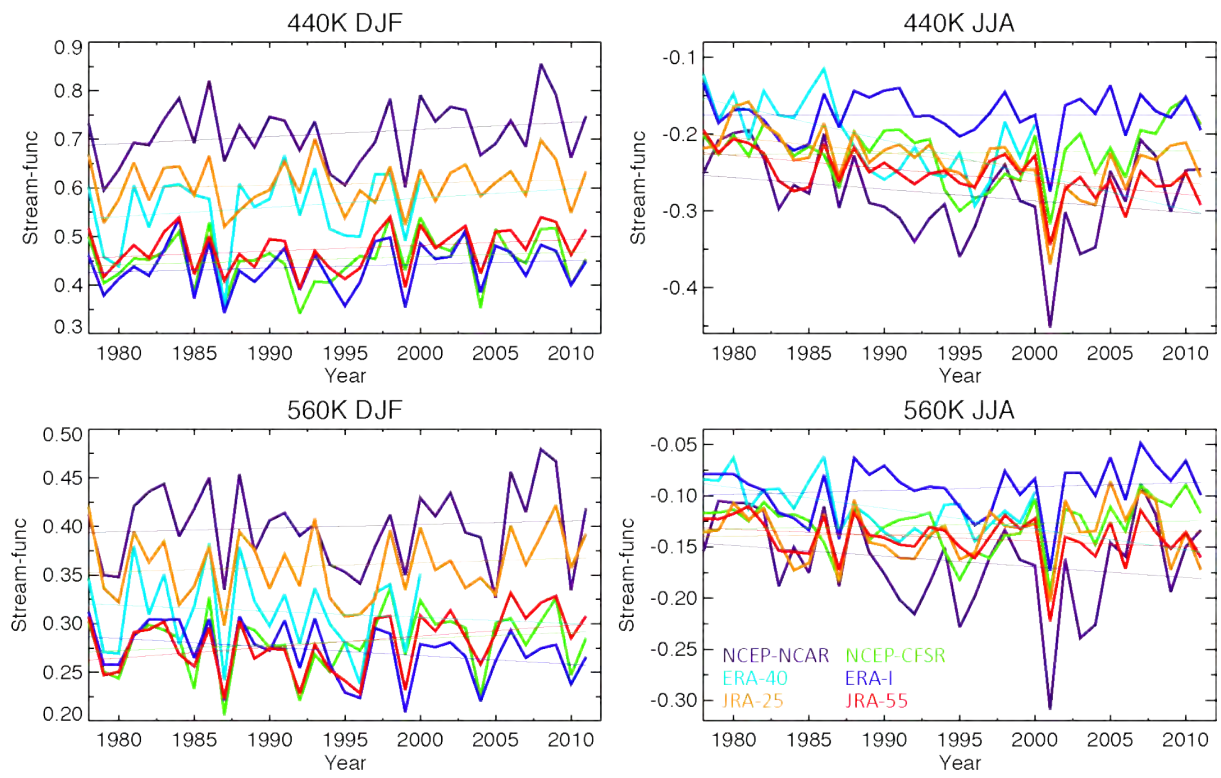 440K DJF
0.9
0.8
0.7
0.6
0.5
0.4
0.3
Stream-func
1980 1985 1990 1995 2000 2005 2010
Year
440K JJA
-0.1
-0.2
-0.3
-0.4
Stream-func
1980 1985 1990 1995 2000 2005 2010
Year
560K DJF
0.50
0.45
0.40
0.35
0.30
0.25
0.20
Stream-func
1980 1985 1990 1995 2000 2005 2010
Year
560K JJA
-0.05
-0.10
-0.15
-0.20
-0.25
-0.30
Stream-func
NCEP-NCAR NCEP-CFSR
ERA-40 ERA-I
JRA-25 JRA-55
1980 1985 1990 1995 2000 2005 2010
Year